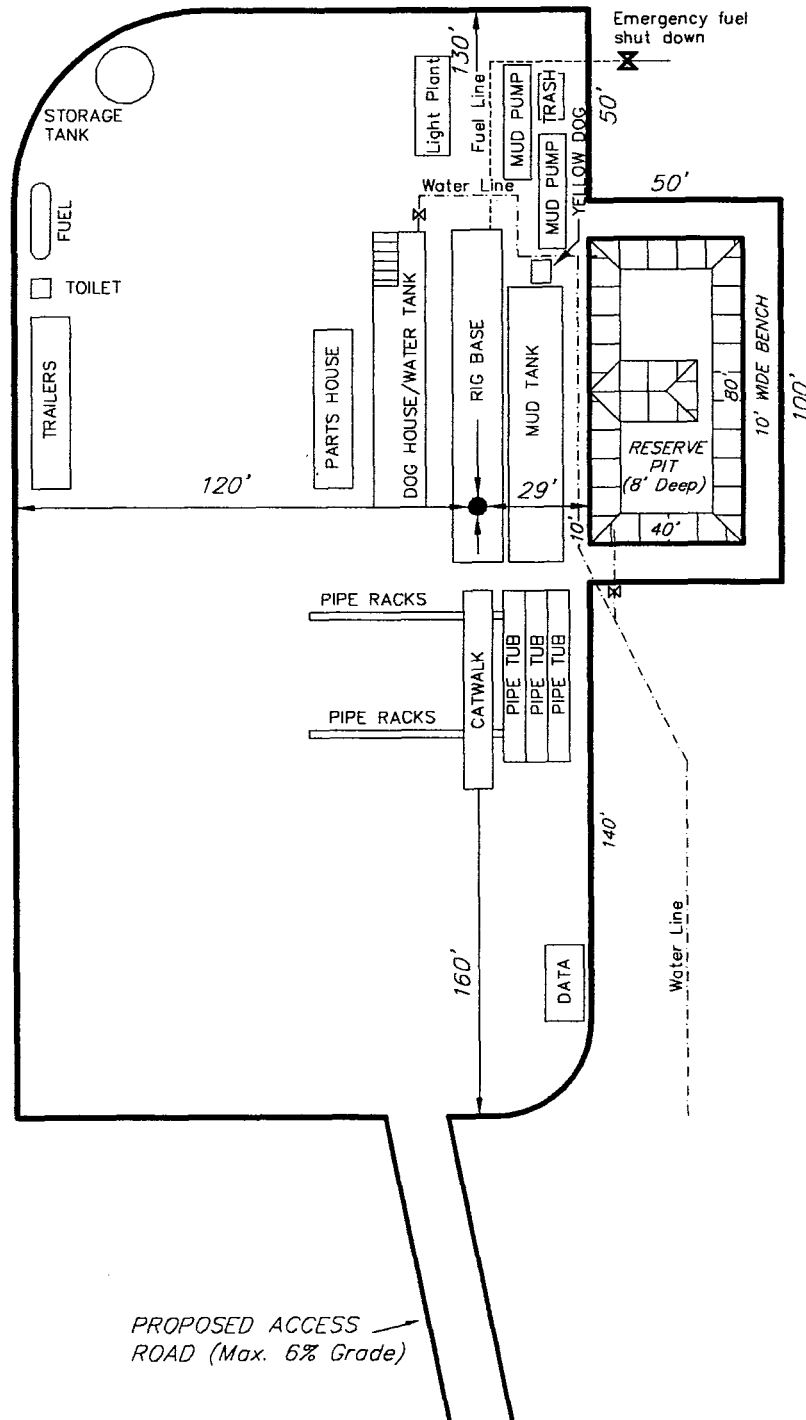 Emergency fuel
shut down
130'
Fuel Line
Light Plant
MUD PUMP
TRASH
50'
STORAGE
TANK
MUD PUMP
YELLOW DOG
Water Line
50'
FUEL
TOILET
TRAILERS
PARTS HOUSE
DOG HOUSE/WATER TANK
RIG BASE
MUD TANK
80'
10' WIDE BENCH
100'
RESERVE
PIT
(8' Deep)
120'
29'
10'
40'
PIPE RACKS
CATWALK
PIPE TUB
PIPE TUB
PIPE TUB
PIPE RACKS
140'
160'
DATA
Water Line
PROPOSED ACCESS
ROAD (Max. 6% Grade)